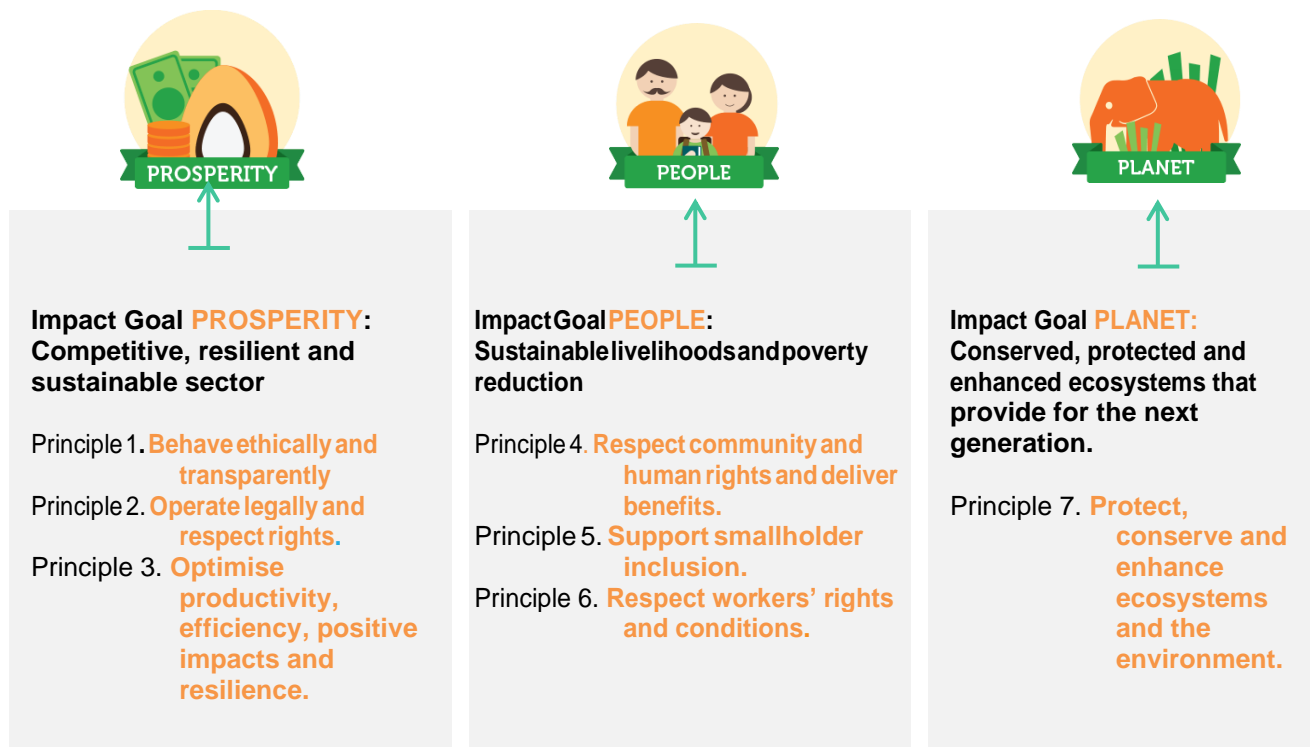 PROSPERITY
PEOPLE
PLANET
Impact Goal PROSPERITY:
Competitive, resilient and
sustainable sector
Principle 1. Behave ethically and
transparently
Principle 2. Operate legally and
respect rights.
Principle 3. Optimise
productivity,
efficiency, positive
impacts and
resilience.
Impact Goal PEOPLE:
Sustainable livelihoods and poverty
reduction
Principle 4. Respect community and
human rights and deliver
benefits.
Principle 5. Support smallholder
inclusion.
Principle 6. Respect workers’ rights
and conditions.
Impact Goal PLANET:
Conserved, protected and
enhanced ecosystems that
provide for the next
generation.
Principle 7. Protect,
conserve and
enhance
ecosystems
and the
environment.